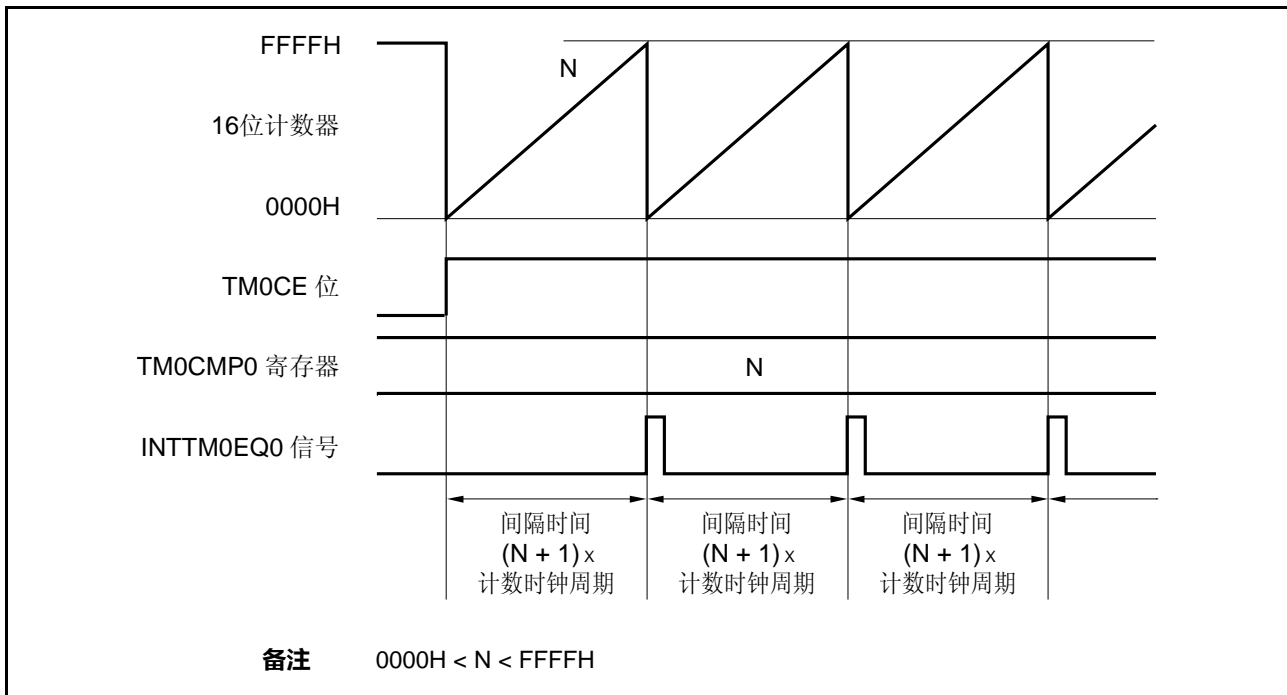 FFFFH
N
16位计数器
0000H
TM0CE 位
TM0CMP0 寄存器
N
INTTM0EQ0 信号
间隔时间
(N + 1) x
计数时钟周期
间隔时间
(N + 1) x
计数时钟周期
间隔时间
(N + 1) x
计数时钟周期
备注 0000H < N < FFFFH